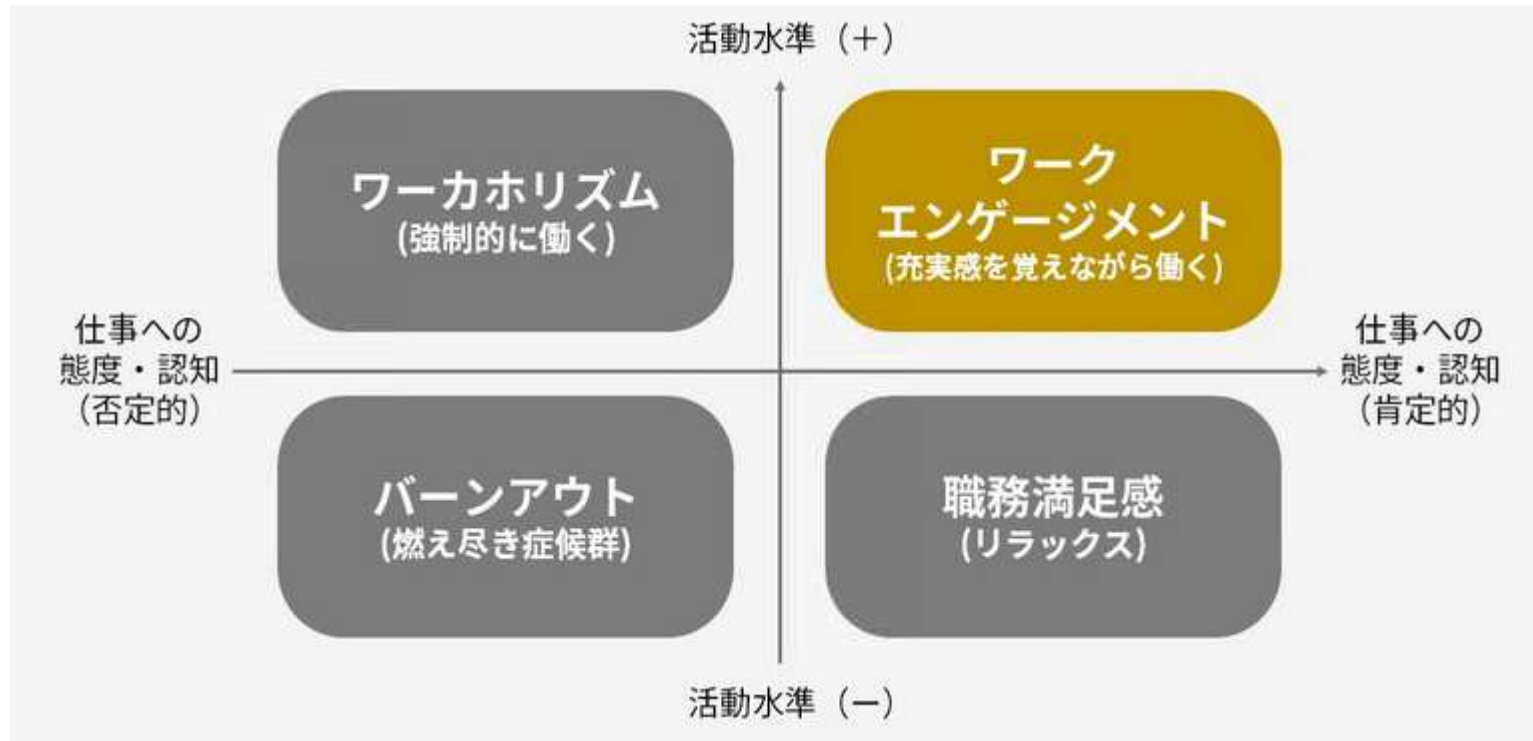 活動水準（＋）
ワーカホリズム
(強制的に働く)
ワーク
エンゲージメント
(充実感を覚えながら働く)
仕事への
態度・認知
（否定的）
仕事への
態度・認知
（肯定的）
バーンアウト
(燃え尽き症候群)
職務満足感
(リラックス)
活動水準（ー）